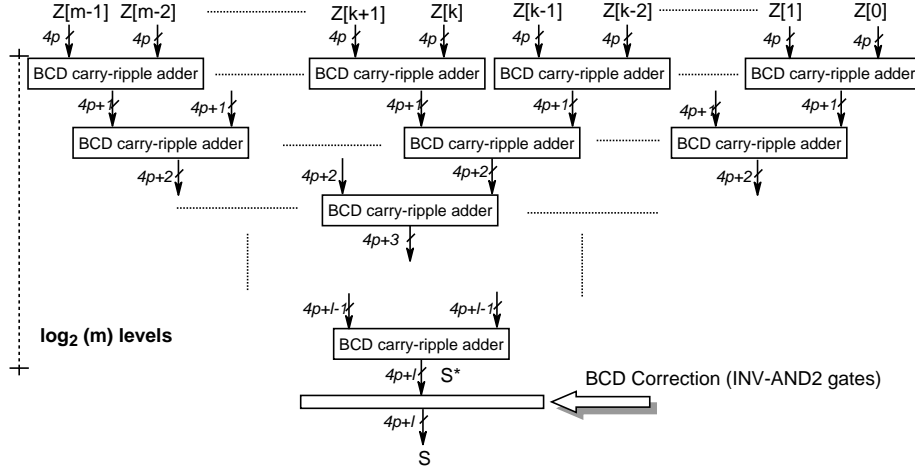 Z[m-1] Z[m-2] Z[k+1] Z[k] Z[k-1] Z[k-2] Z[1] Z[0]
4p 4p 4p 4p 4p 4p 4p 4p
BCD carry-ripple adder BCD carry-ripple adder BCD carry-ripple adder BCD carry-ripple adder
4p+1 4p+1 4p+1 4p+1 4p+1 4p+1
BCD carry-ripple adder BCD carry-ripple adder BCD carry-ripple adder
4p+2 4p+2 4p+2 4p+2
BCD carry-ripple adder
4p+3
4p+l-1 4p+l-1
log2 (m) levels
BCD carry-ripple adder
4p+l S*
BCD Correction (INV-AND2 gates)
4p+l
S